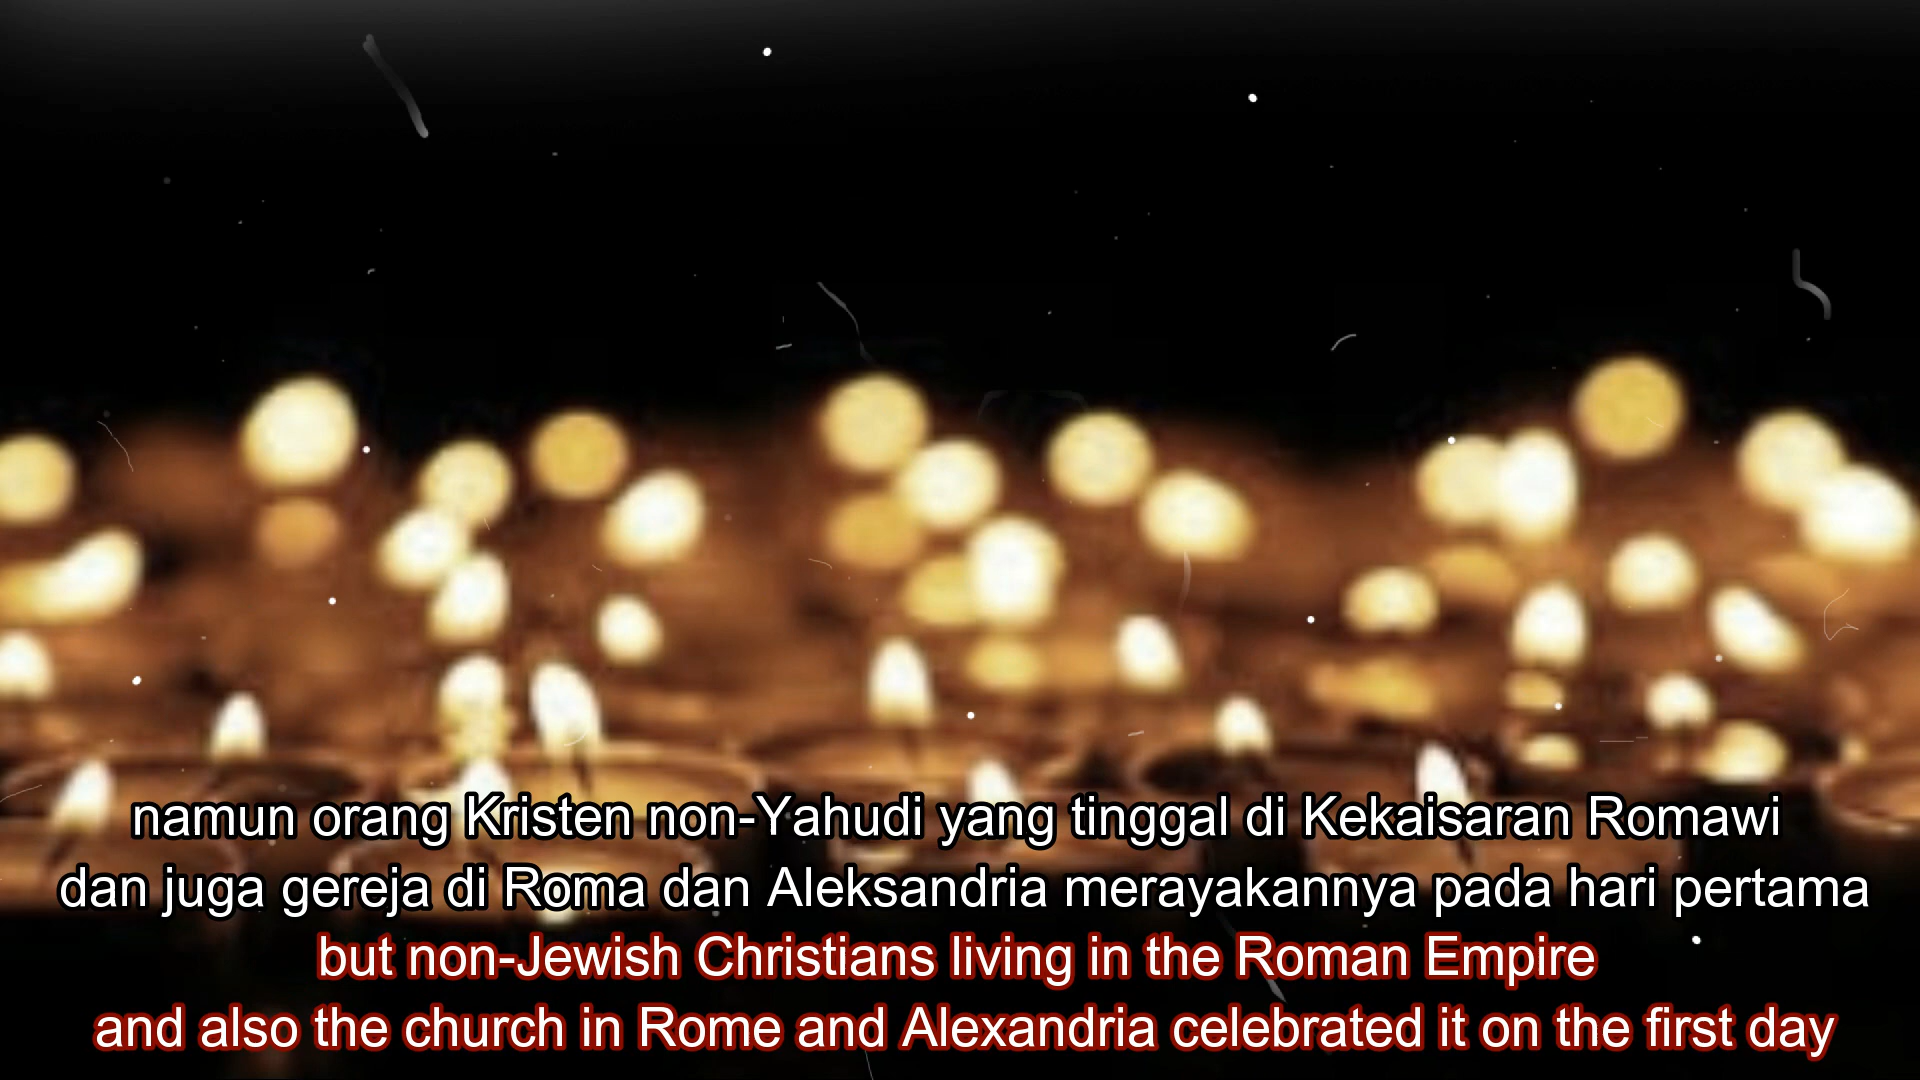 namun orang Kristen non-Yahudi yang tinggal di Kekaisaran Romawi
dan juga gereja di Roma dan Aleksandria merayakannya pada hari pertama
but non-Jewish Christians living in the Roman Empire
and also the church in Rome and Alexandria celebrated it on the first day